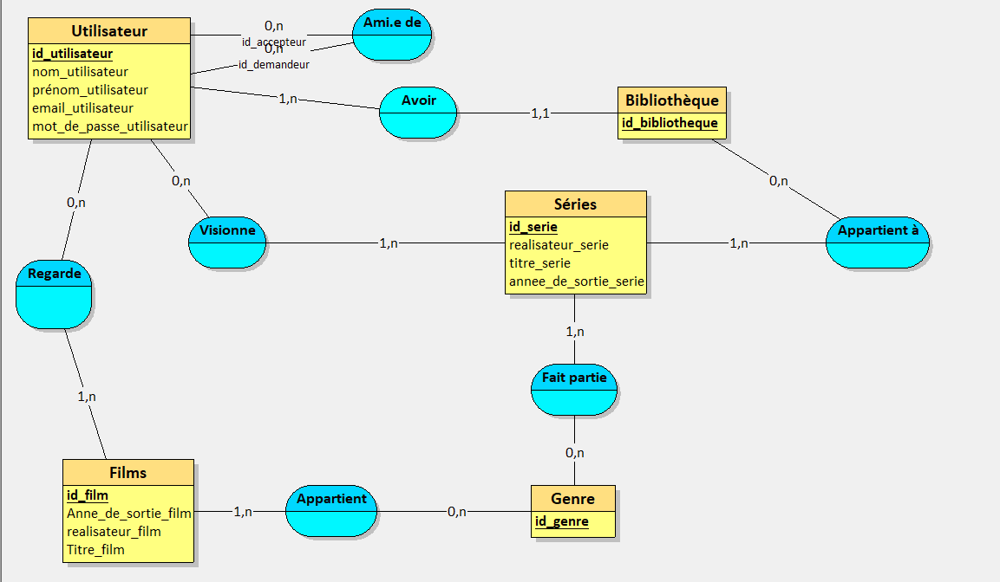 Utilisateur
id_utilisateur
nom_utilisateur
prénom_utilisateur
email_utilisateur
mot_de_passe_utilisateur
0,n
id_accepteur
0,n
id_demandeur
Ami.e de
1,n
Avoir
1,1
Bibliothèque
id_bibliotheque
0,n
0,n
0,n
Visionne
1,n
Séries
id_serie
realisateur_serie
titre_serie
annee_de_sortie_serie
1,n
Appartient à
Regarde
1,n
1,n
Fait partie
0,n
Films
id_film
Anne_de_sortie_film
realisateur_film
Titre_film
1,n
Appartient
0,n
Genre
id_genre